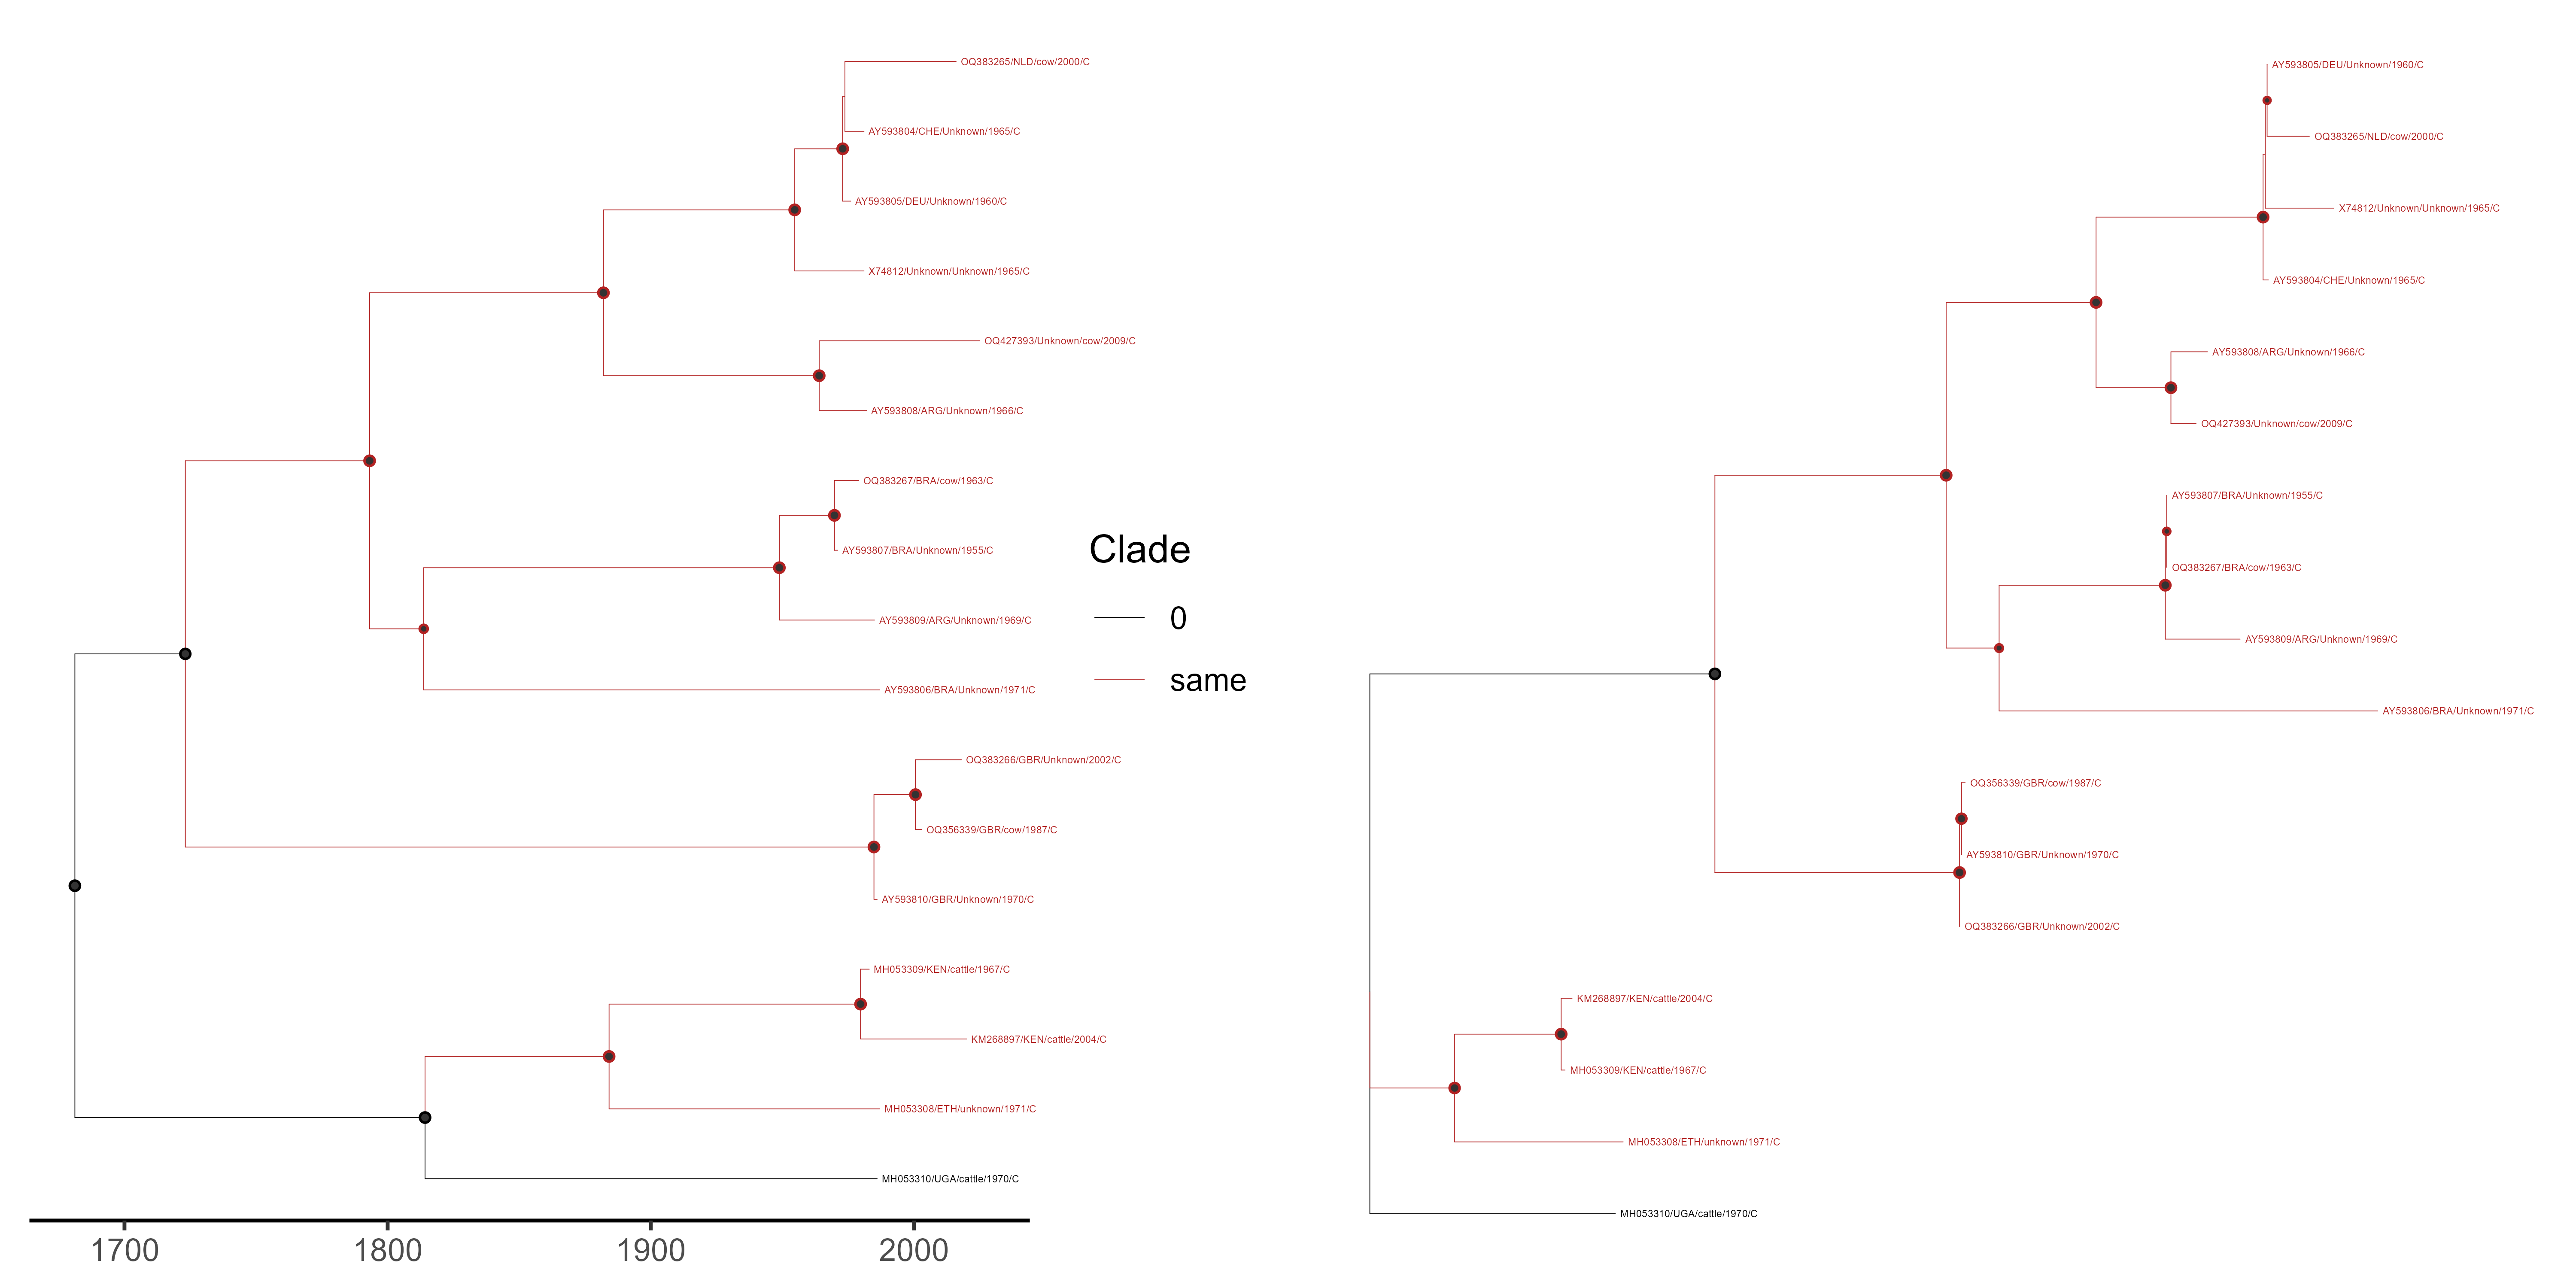 OQ383265/NLD/cow/2000/C
AY593804/CHE/Unknown/1965/C
AY593805/DEU/Unknown/1960/C
X74812/Unknown/Unknown/1965/C
OQ427393/Unknown/cow/2009/C
AY593808/ARG/Unknown/1966/C
OQ383267/BRA/cow/1963/C
AY593807/BRA/Unknown/1955/C
AY593809/ARG/Unknown/1969/C
AY593806/BRA/Unknown/1971/C
OQ383266/GBR/Unknown/2002/C
OQ356339/GBR/cow/1987/C
AY593810/GBR/Unknown/1970/C
MH053309/KEN/cattle/1967/C
KM268897/KEN/cattle/2004/C
MH053308/ETH/unknown/1971/C
MH053310/UGA/cattle/1970/C
1700 1800 1900 2000
Clade
0
same
AY593805/DEU/Unknown/1960/C
OQ383265/NLD/cow/2000/C
X74812/Unknown/Unknown/1965/C
AY593804/CHE/Unknown/1965/C
AY593808/ARG/Unknown/1966/C
OQ427393/Unknown/cow/2009/C
AY593807/BRA/Unknown/1955/C
OQ383267/BRA/cow/1963/C
AY593809/ARG/Unknown/1969/C
AY593806/BRA/Unknown/1971/C
OQ356339/GBR/cow/1987/C
AY593810/GBR/Unknown/1970/C
OQ383266/GBR/Unknown/2002/C
KM268897/KEN/cattle/2004/C
MH053309/KEN/cattle/1967/C
MH053308/ETH/unknown/1971/C
MH053310/UGA/cattle/1970/C